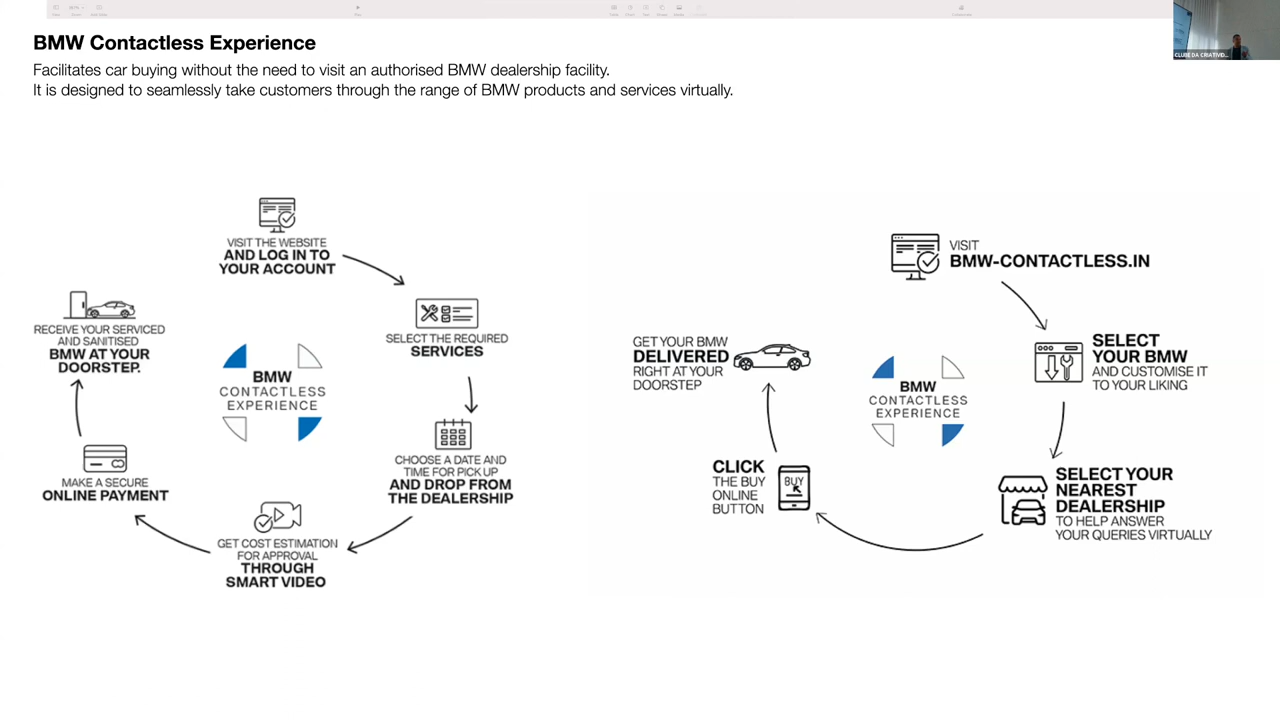 CLUBE DA CRIATIVID...
BMW Contactless Experience
Facilitates car buying without the need to visit an authorised BMW dealership facility.
It is designed to seamlessly take customers through the range of BMW products and services virtually.
VISIT THE WEBSITE
AND LOG IN TO
YOUR ACCOUNT
SELECT THE REQUIRED
SERVICES
CHOOSE A DATE AND
TIME FOR PICK UP
AND DROP FROM
THE DEALERSHIP
GET COST ESTIMATION
FOR APPROVAL
THROUGH
SMART VIDEO
MAKE A SECURE
ONLINE PAYMENT
RECEIVE YOUR SERVICED
AND SANITISED
BMW AT YOUR
DOORSTEP.
BMW
CONTACTLESS
EXPERIENCE
VISIT
BMW-CONTACTLESS.IN
SELECT
YOUR BMW
AND CUSTOMISE IT
TO YOUR LIKING
SELECT YOUR
NEAREST
DEALERSHIP
TO HELP ANSWER
YOUR QUERIES VIRTUALLY
CLICK
THE BUY
ONLINE
BUTTON
BUY
GET YOUR BMW
DELIVERED
RIGHT AT YOUR
DOORSTEP
BMW
CONTACTLESS
EXPERIENCE